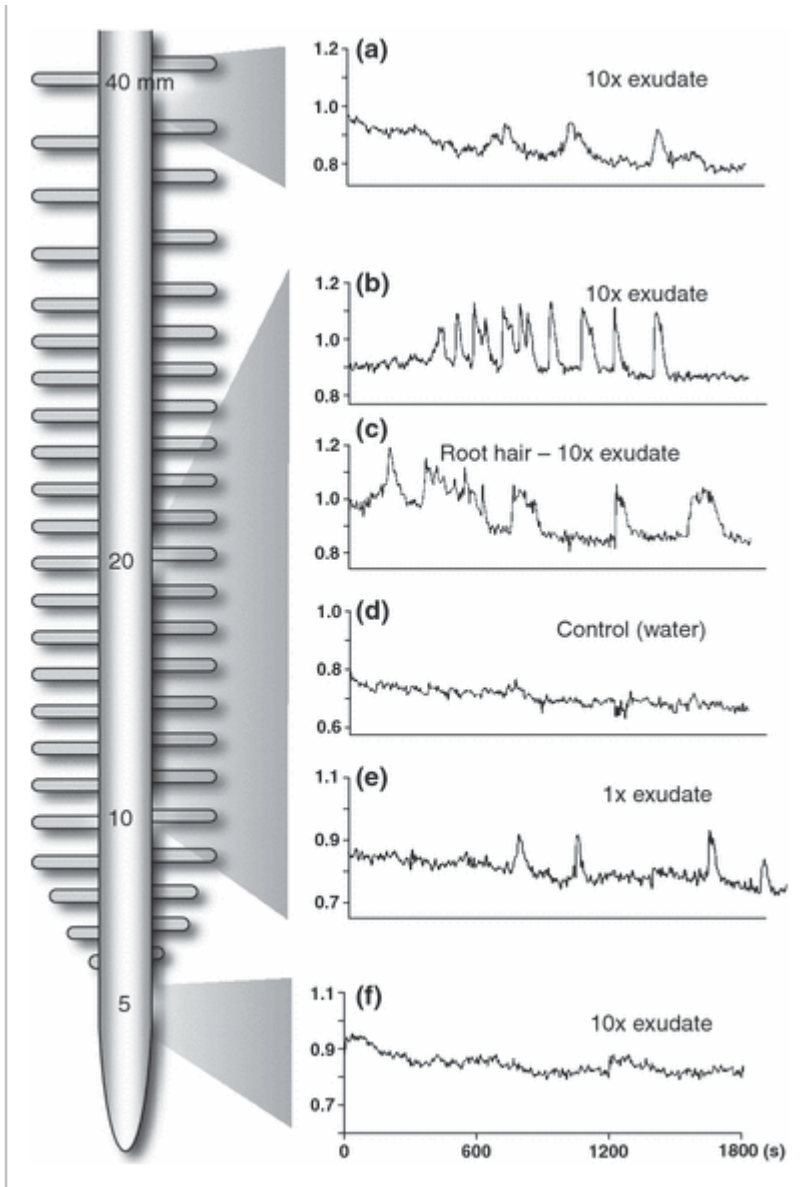 40 mm
20
10
5
(a)
10x exudate
1.2
1.0
0.8
(b)
10x exudate
1.2
1.0
0.8
(c)
Root hair – 10x exudate
1.2
1.0
0.8
(d)
Control (water)
1.0
0.8
0.6
(e)
1x exudate
1.1
0.9
0.7
(f)
10x exudate
1.1
0.9
0.7
0 600 1200 1800 (s)